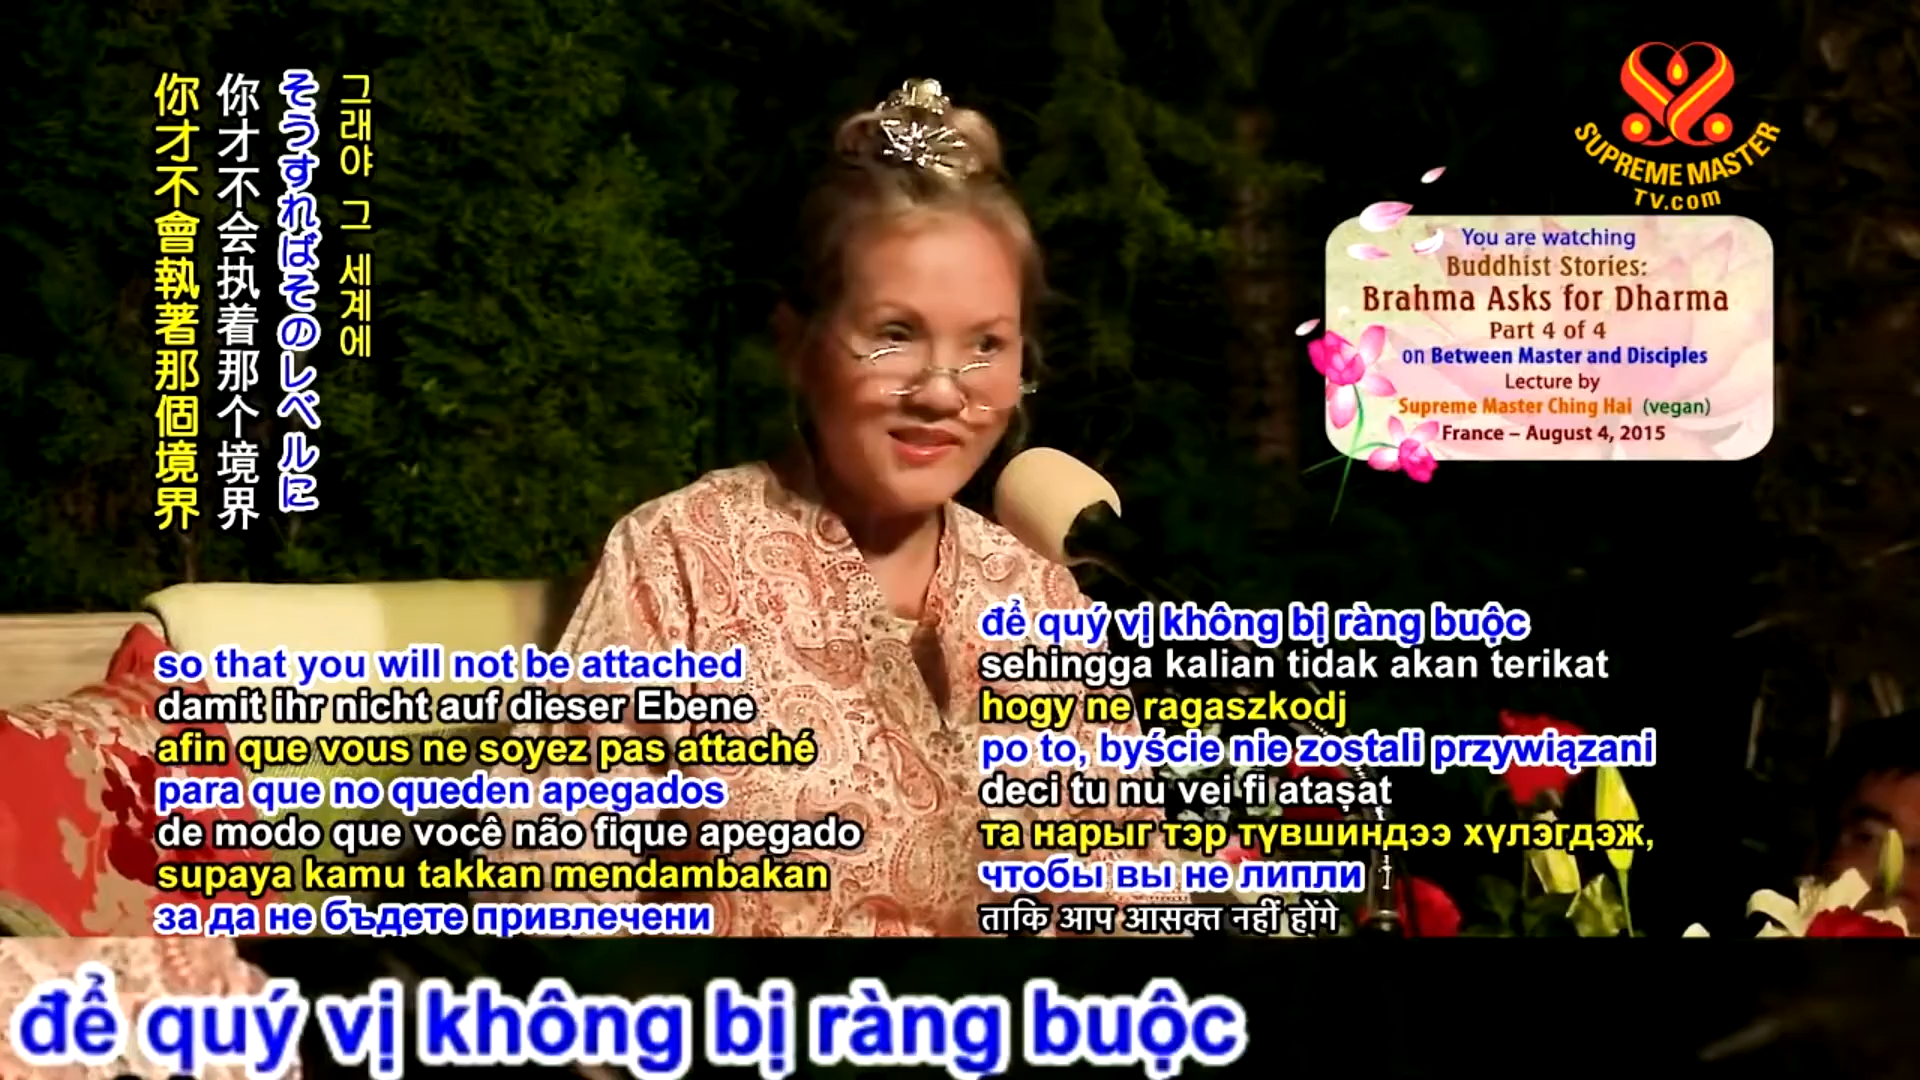 그래야 그 세계에
そうすればそのレベルに
你才不会执着那个境界
你才不會執著那個境界
SUPREME MASTER
TV.com
You are watching
Buddhist Stories:
Brahma Asks for Dharma
Part 4 of 4
on Between Master and Disciples
Lecture by
Supreme Master Ching Hai (vegan)
France – August 4, 2015
so that you will not be attached
damit ihr nicht auf dieser Ebene
afin que vous ne soyez pas attaché
para que no queden apegados
de modo que você não fique apegado
supaya kamu takkan mendambakan
за да не бъдете привлечени
để quý vị không bị ràng buộc
sehingga kalian tidak akan terikat
hogy ne ragaszkodj
po to, byście nie zostali przywiązani
deci tu nu vei fi atașat
та нарыг тэр түвшиндээ хүлэгдэж,
чтобы вы не липли
ताकि आप आसक्त नहीं होंगे
để quý vị không bị ràng buộc